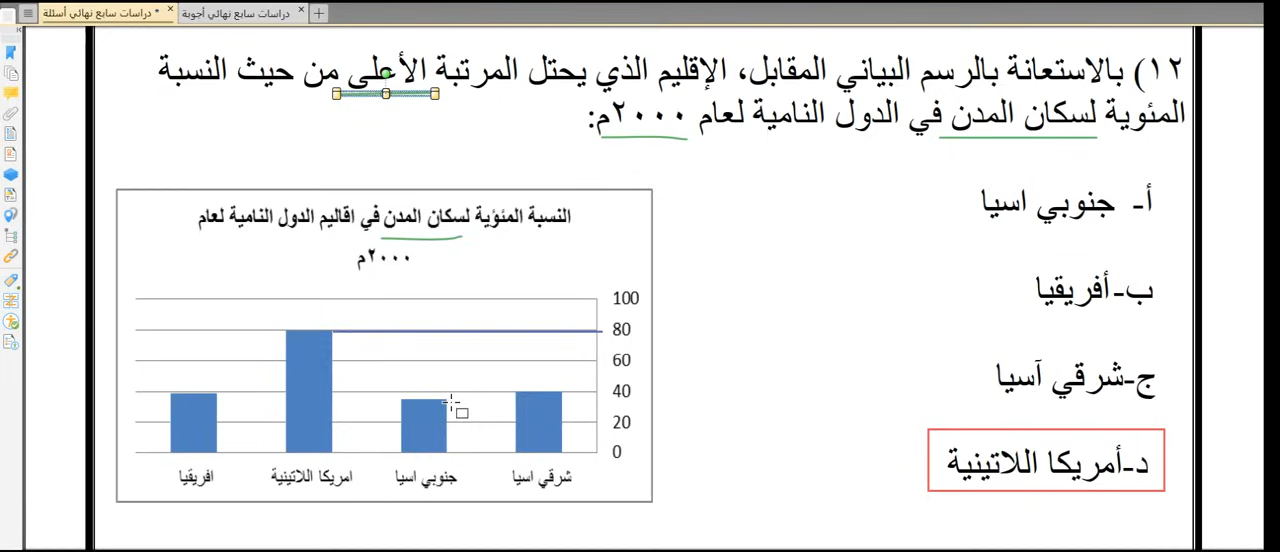 دراسات سابع نهائي أسئلة *
دراسات سابع نهائي أجوبة
١٢) بالاستعانة بالرسم البياني المقابل، الإقليم الذي يحتل المرتبة الأعلى من حيث النسبة
المئوية لسكان المدن في الدول النامية لعام ٢٠٠٠م:
أ- جنوبي اسيا
ب-أفريقيا
ج-شرقي آسيا
د-أمريكا اللاتينية
النسبة المئوية لسكان المدن في اقاليم الدول النامية لعام
٢٠٠٠م
100
80
60
40
20
0
شرقي اسيا
جنوبي اسيا
امريكا اللاتينية
افريقيا